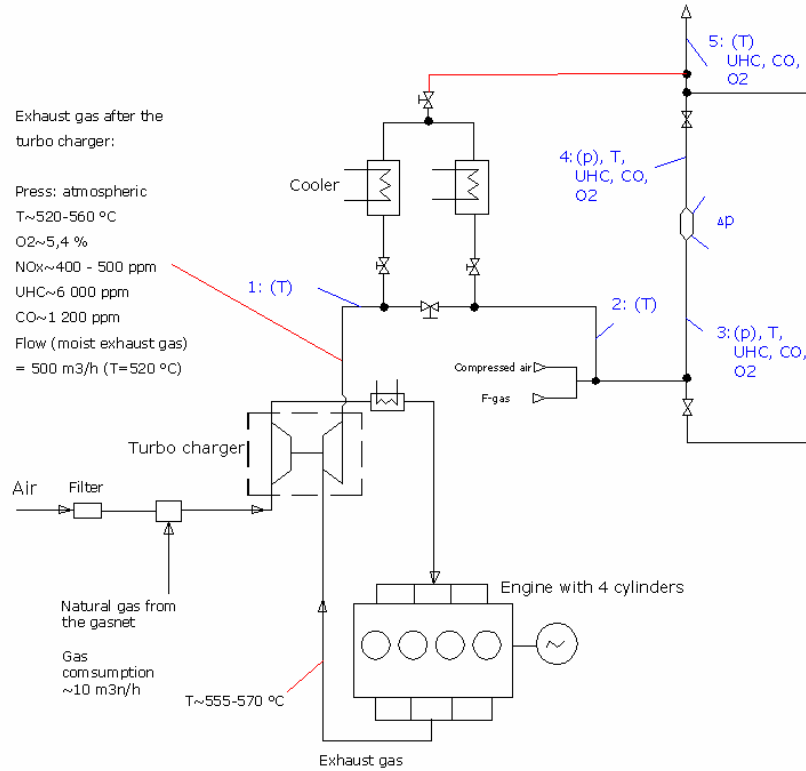 Exhaust gas after the
turbo charger:
Press: atmospheric
T~520-560 ºC
O2~5,4 %
NOx~400 - 500 ppm
UHC~6 000 ppm
CO~1 200 ppm
Flow (moist exhaust gas)
= 500 m3/h (T=520 ºC)
Cooler
1: (T)
2: (T)
5: (T)
UHC, CO,
O2
4: (p), T,
UHC, CO,
O2
Δp
3: (p), T,
UHC, CO,
O2
Compressed air
F-gas
Turbo charger
Air
Filter
Natural gas from
the gasnet
Gas
comsumption
~10 m3n/h
T~555-570 ºC
Engine with 4 cylinders
Exhaust gas